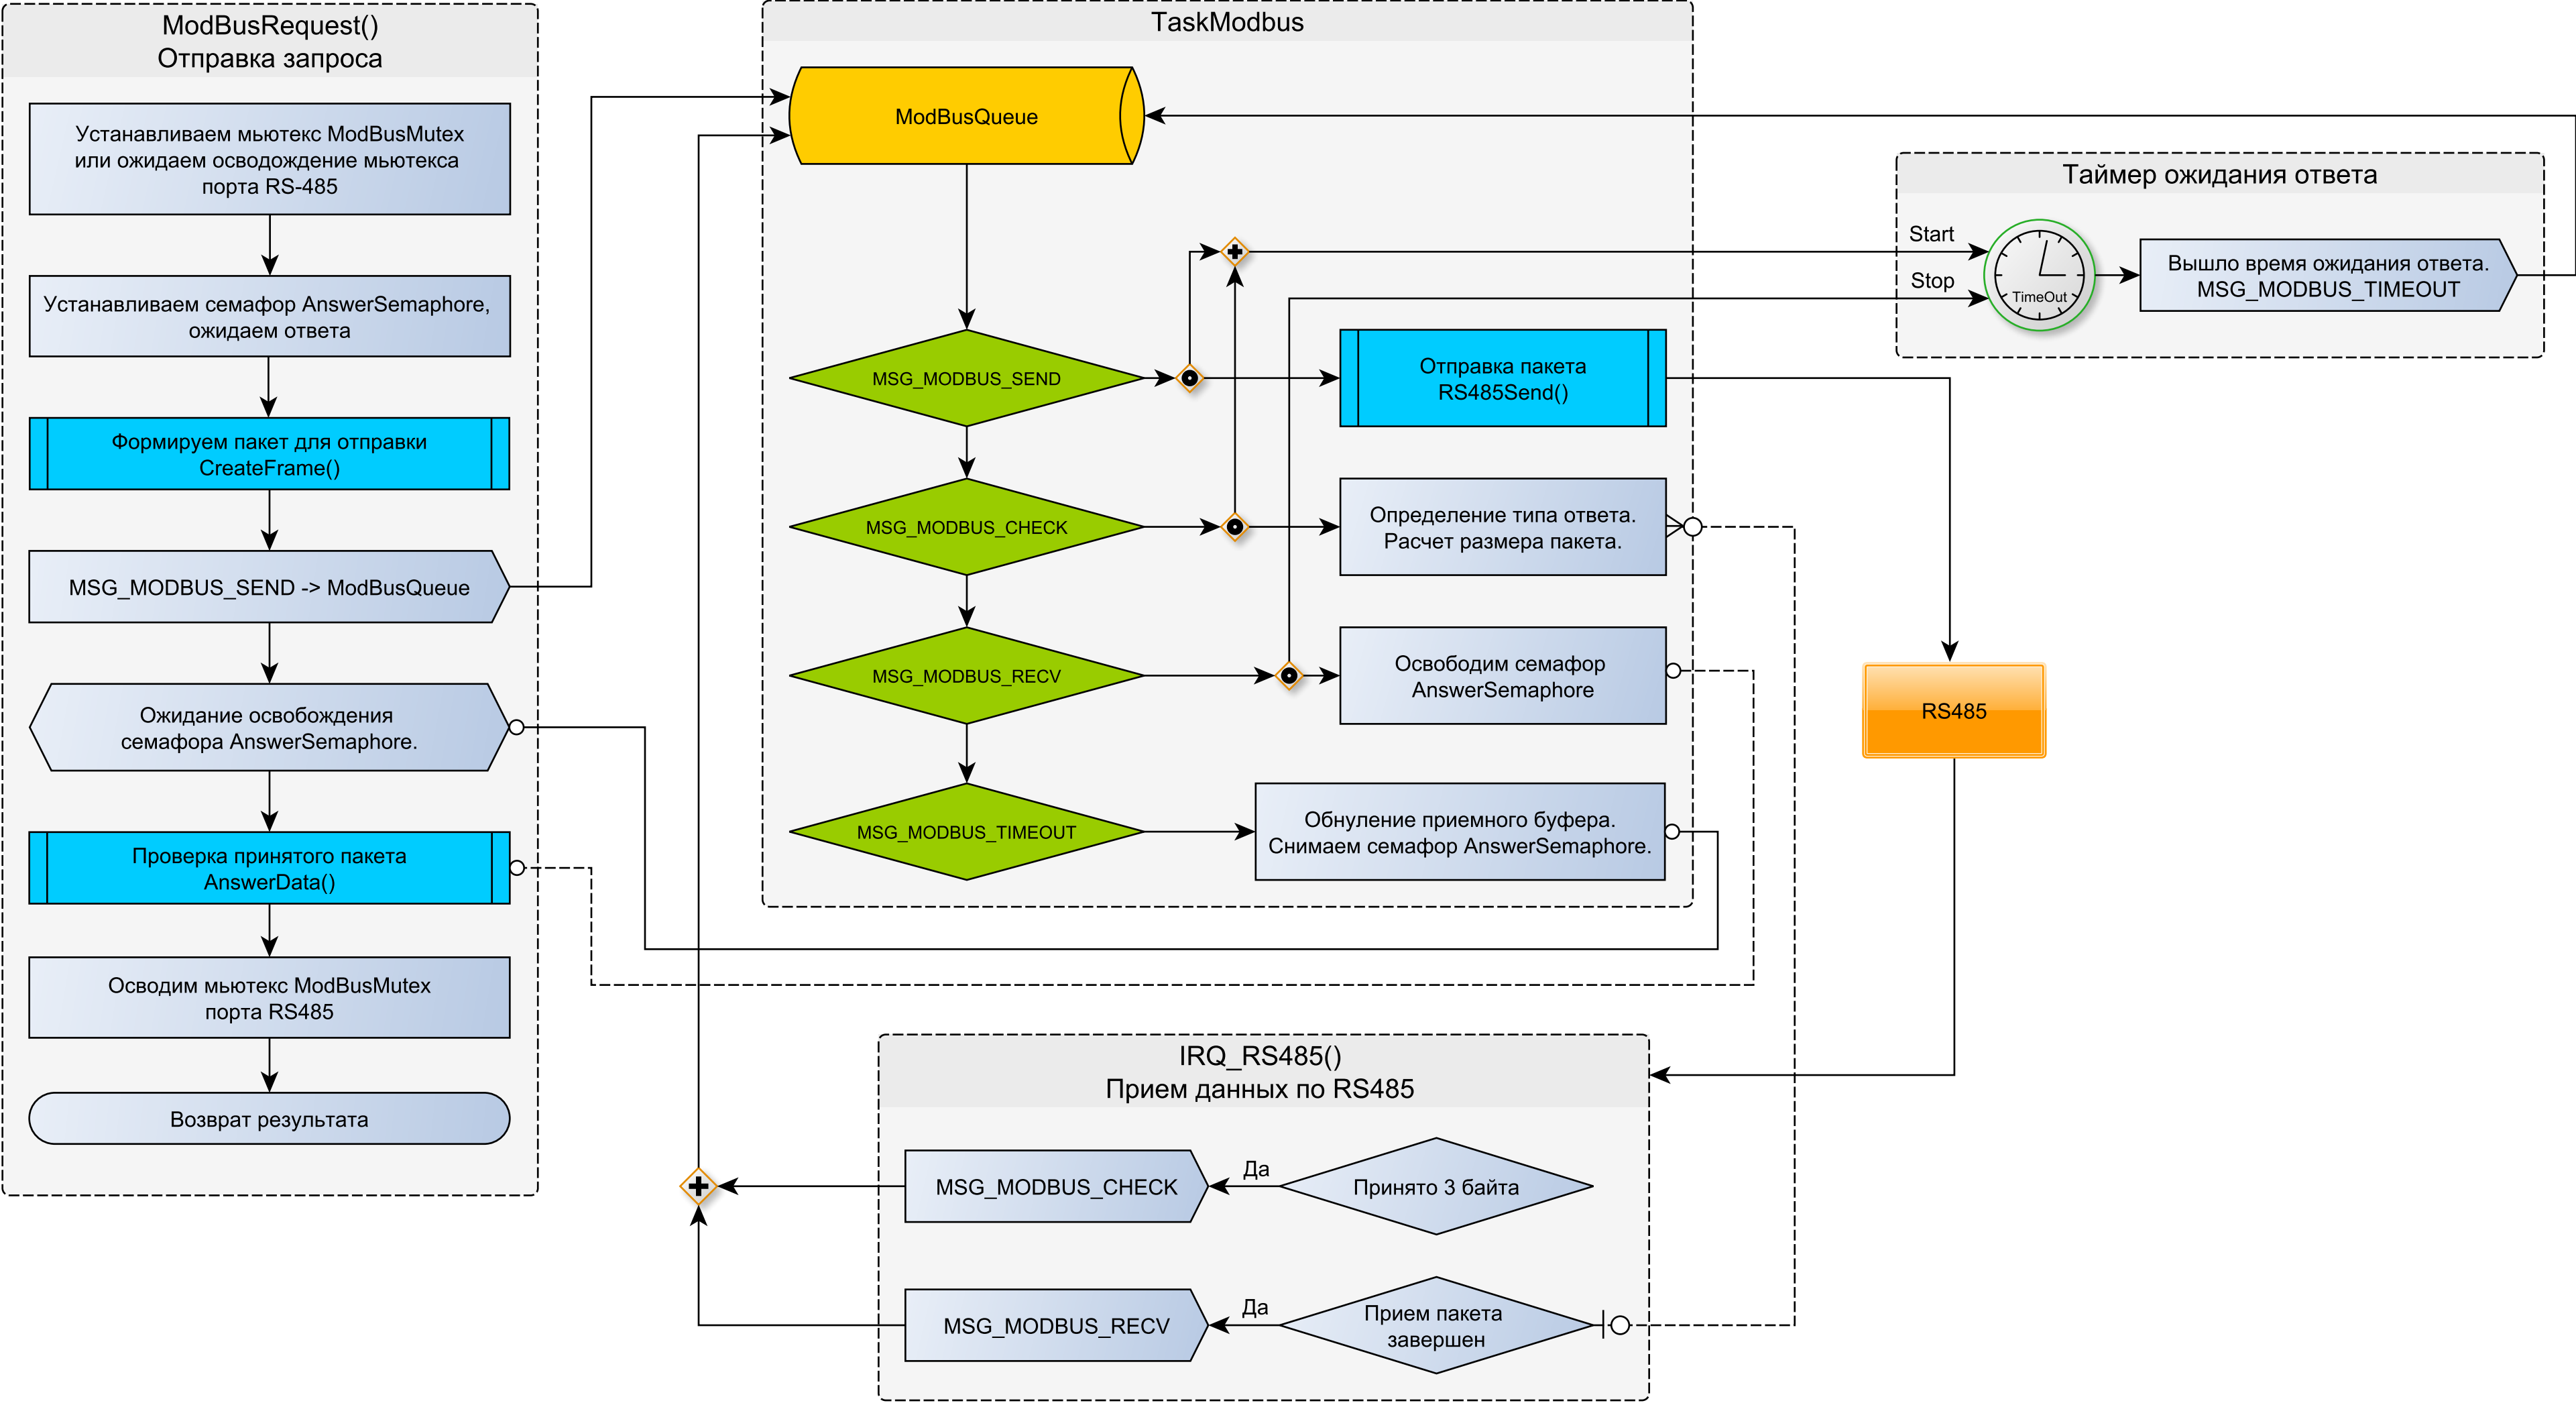 ModBusRequest()
Отправка запроса
Устанавливаем мьютекс ModBusMutex
или ожидаем осводождение мьютекса
порта RS-485
Устанавливаем семафор AnswerSemaphore,
ожидаем ответа
Формируем пакет для отправки
CreateFrame()
MSG_MODBUS_SEND -> ModBusQueue
Ожидание освобождения
семафора AnswerSemaphore.
Проверка принятого пакета
AnswerData()
Осводим мьютекс ModBusMutex
порта RS485
Возврат результата
TaskModbus
ModBusQueue
MSG_MODBUS_SEND
Отправка пакета
RS485Send()
MSG_MODBUS_CHECK
Определение типа ответа.
Расчет размера пакета.
MSG_MODBUS_RECV
Освободим семафор
AnswerSemaphore
MSG_MODBUS_TIMEOUT
Обнуление приемного буфера.
Снимаем семафор AnswerSemaphore.
Таймер ожидания ответа
Start
Stop
TimeOut
Вышло время ожидания ответа.
MSG_MODBUS_TIMEOUT
RS485
IRQ_RS485()
Прием данных по RS485
MSG_MODBUS_CHECK
Да
Принято 3 байта
MSG_MODBUS_RECV
Да
Прием пакета
завершен